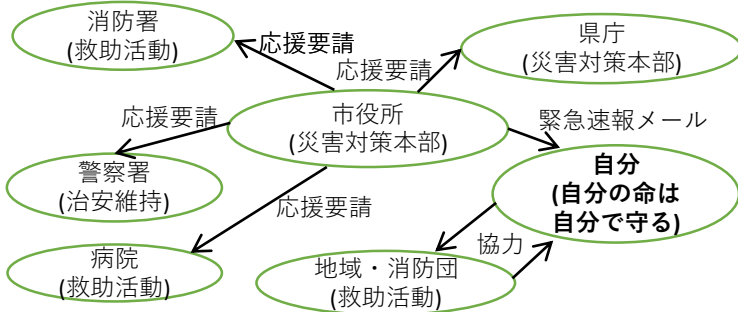 消防署
(救助活動)
応援要請
県庁
(災害対策本部)
応援要請
応援要請
市役所
(災害対策本部)
緊急速報メール
警察署
(治安維持)
自分
(自分の命は
自分で守る)
応援要請
協力
病院
(救助活動)
地域・消防団
(救助活動)